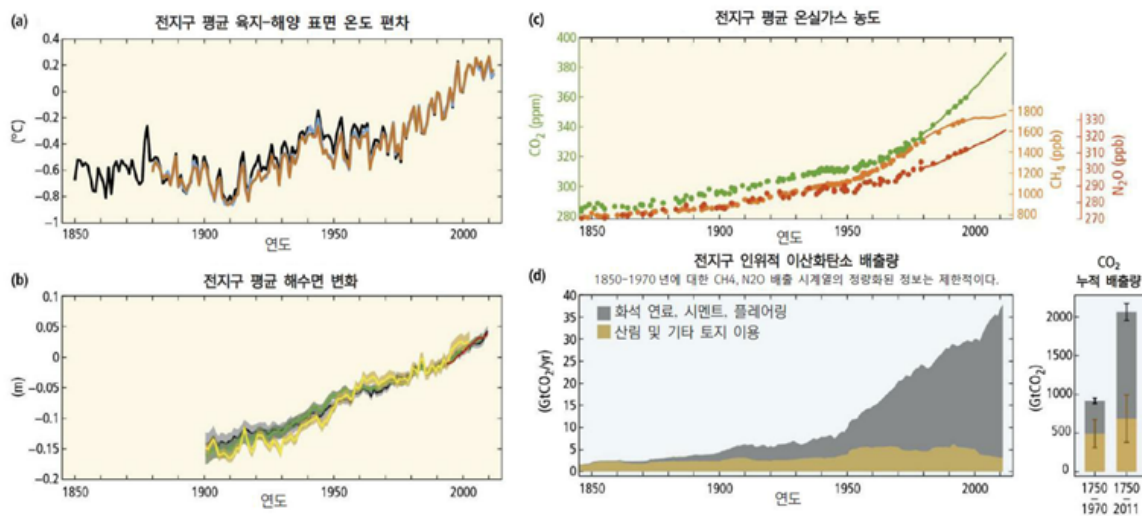 (a) 전지구 평균 육지-해양 표면 온도 편차
0.4
0.2
0
-0.2
-0.4
-0.6
-0.8
-1
(°C)
1850 1900 1950 2000
연도
(b) 전지구 평균 해수면 변화
0.1
0.05
0
-0.05
-0.1
-0.15
-0.2
(m)
1850 1900 1950 2000
연도
(c) 전지구 평균 온실가스 농도
400
380
360
340
320
300
280
CO2 (ppm)
1800
1600
1400
1200
1000
800
CH4 (ppb)
330
320
310
300
290
280
270
N2O (ppb)
1850 1900 1950 2000
연도
(d) 전지구 인위적 이산화탄소 배출량
1850-1970 년에 대한 CH4, N2O 배출 시계열의 정량화된 정보는 제한적이다.
40
35
30
25
20
15
10
5
0
(GtCO2/yr)
화석 연료, 시멘트, 플레어링
산림 및 기타 토지 이용
1850 1900 1950 2000
연도
CO2
누적 배출량
2000
1500
1000
500
0
(GtCO2)
1750 1750
– –
1970 2011